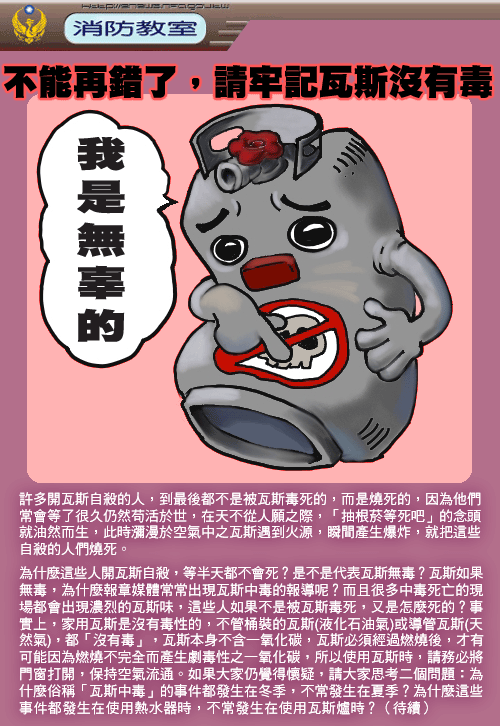 消防教室
不能再錯了，請牢記瓦斯沒有毒
我是無辜的
許多開瓦斯自殺的人，到最後都不是被瓦斯毒死的，而是燒死的，因為他們
常會等了很久仍然苟活於世，在天不從人願之際，「抽根菸等死吧」的念頭
就油然而生，此時瀰漫於空氣中之瓦斯遇到火源，瞬間產生爆炸，就把這些
自殺的人們燒死。
為什麼這些人開瓦斯自殺，等半天都不會死？是不是代表瓦斯無毒？瓦斯如果
無毒，為什麼報章媒體常常出現瓦斯中毒的報導呢？而且很多中毒死亡的現
場都會出現濃烈的瓦斯味，這些人如果不是被瓦斯毒死，又是怎麼死的？事
實上，家用瓦斯是沒有毒性的，不管桶裝的瓦斯(液化石油氣)或導管瓦斯(天
然氣)，都「沒有毒」，瓦斯本身不含一氧化碳，瓦斯必須經過燃燒後，才有
可能因為燃燒不完全而產生劇毒性之一氧化碳，所以使用瓦斯時，請務必將
門窗打開，保持空氣流通。如果大家仍覺得懷疑，請大家思考二個問題：為
什麼俗稱「瓦斯中毒」的事件都發生在冬季，不常發生在夏季？為什麼這些
事件都發生在使用熱水器時，不常發生在使用瓦斯爐時？（待續）